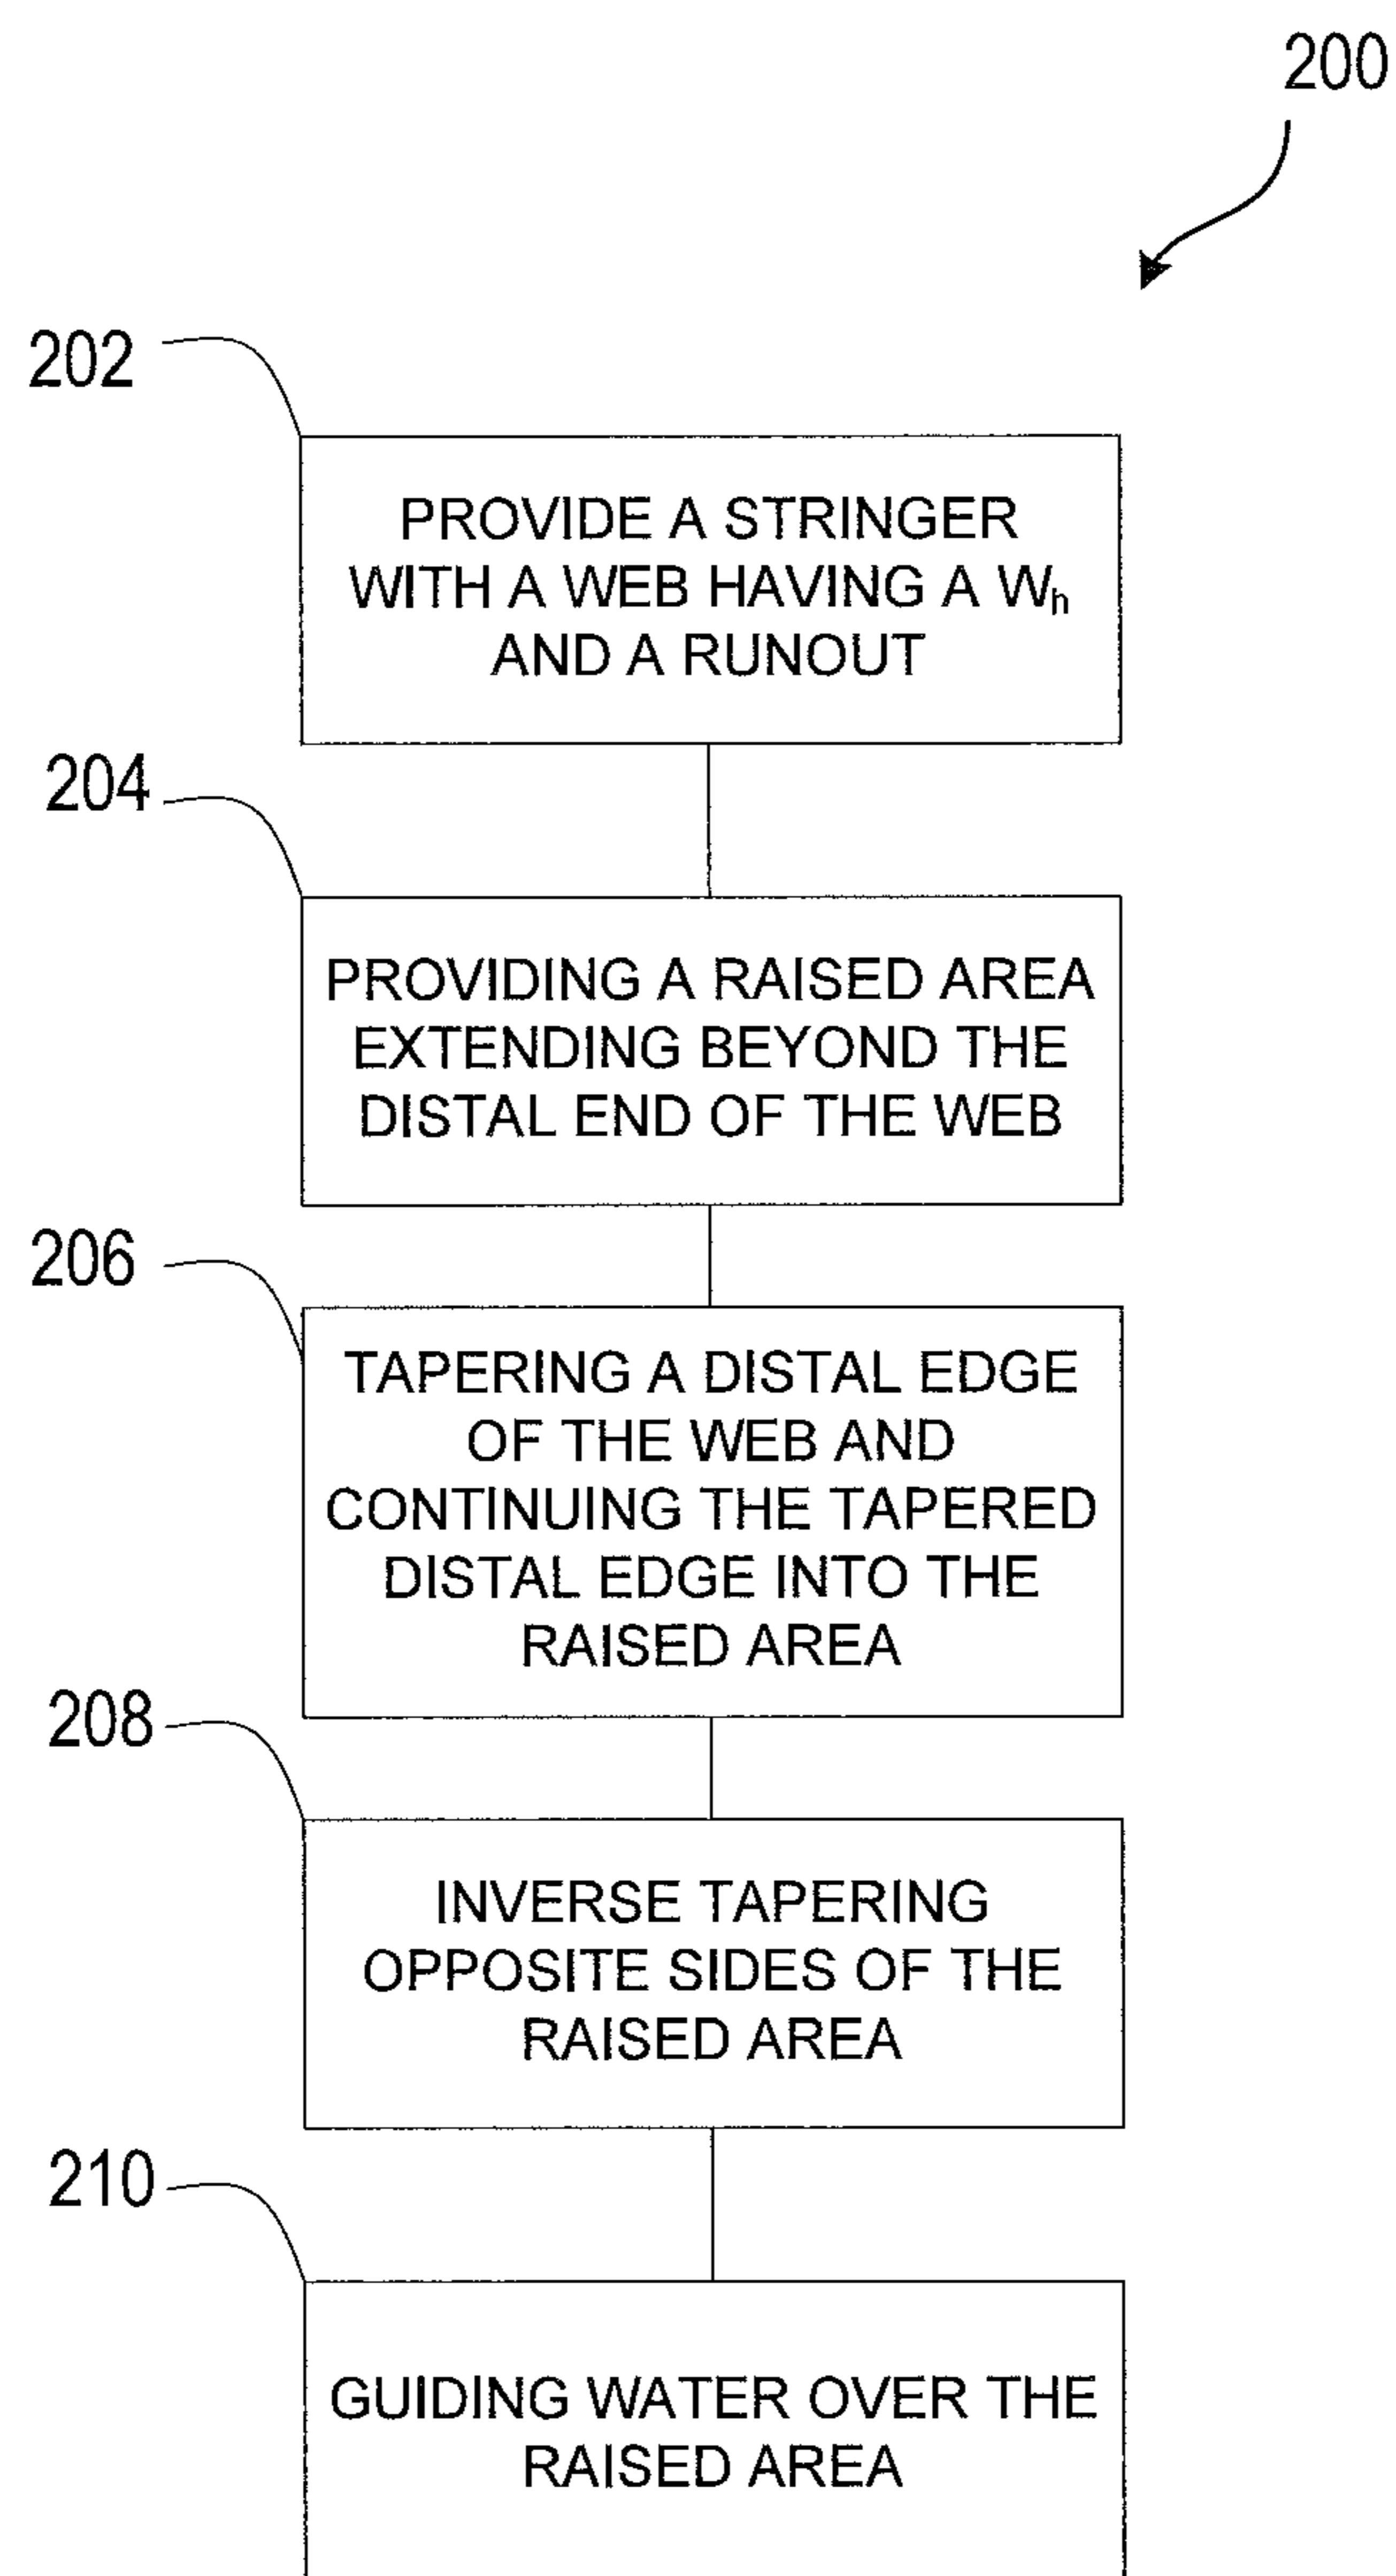 200
202
PROVIDE A STRINGER
WITH A WEB HAVING A Wh
AND A RUNOUT
204
PROVIDING A RAISED AREA
EXTENDING BEYOND THE
DISTAL END OF THE WEB
206
TAPERING A DISTAL EDGE
OF THE WEB AND
CONTINUING THE TAPERED
DISTAL EDGE INTO THE
RAISED AREA
208
INVERSE TAPERING
OPPOSITE SIDES OF THE
RAISED AREA
210
GUIDING WATER OVER THE
RAISED AREA